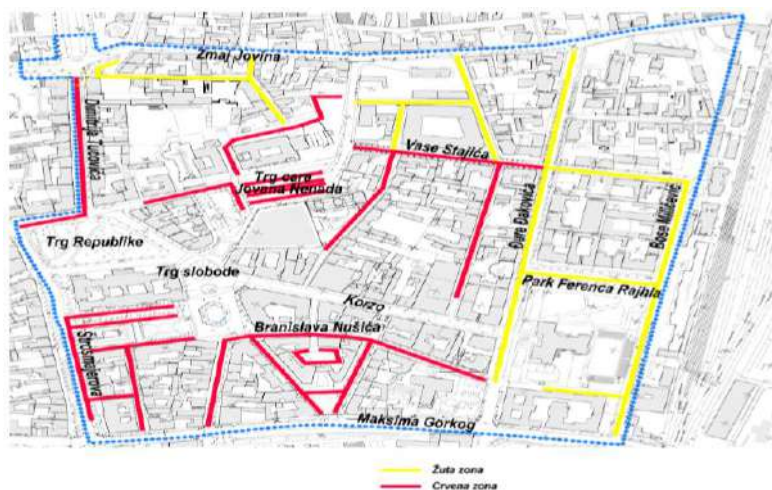 Zmaj Jovina
Dimitrija Tucovića
Vase Stajića
Trg cara
Jovana Nenada
Đure Đakovića
Bose Milićević
Trg Republike
Trg slobode
Park Ferenca Rajhla
Korzo
Branislava Nušića
Štrosmajerova
Maksima Gorkog
Žuta zona
Crvena zona